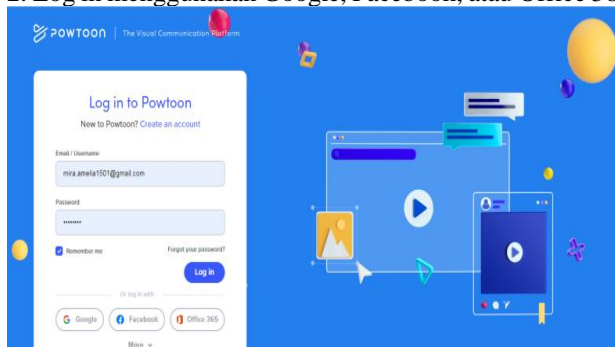 2. Log in menggunakan Google, Facebook, atau Office 36
POWTOON | The Visual Communication Platform
Log in to Powtoon
New to Powtoon? Create an account
Email / Username
mira.amelia1501@gmail.com
Password
Remember me
Forgot your password?
Log in
Or log in with
Google
Facebook
Office 365
More